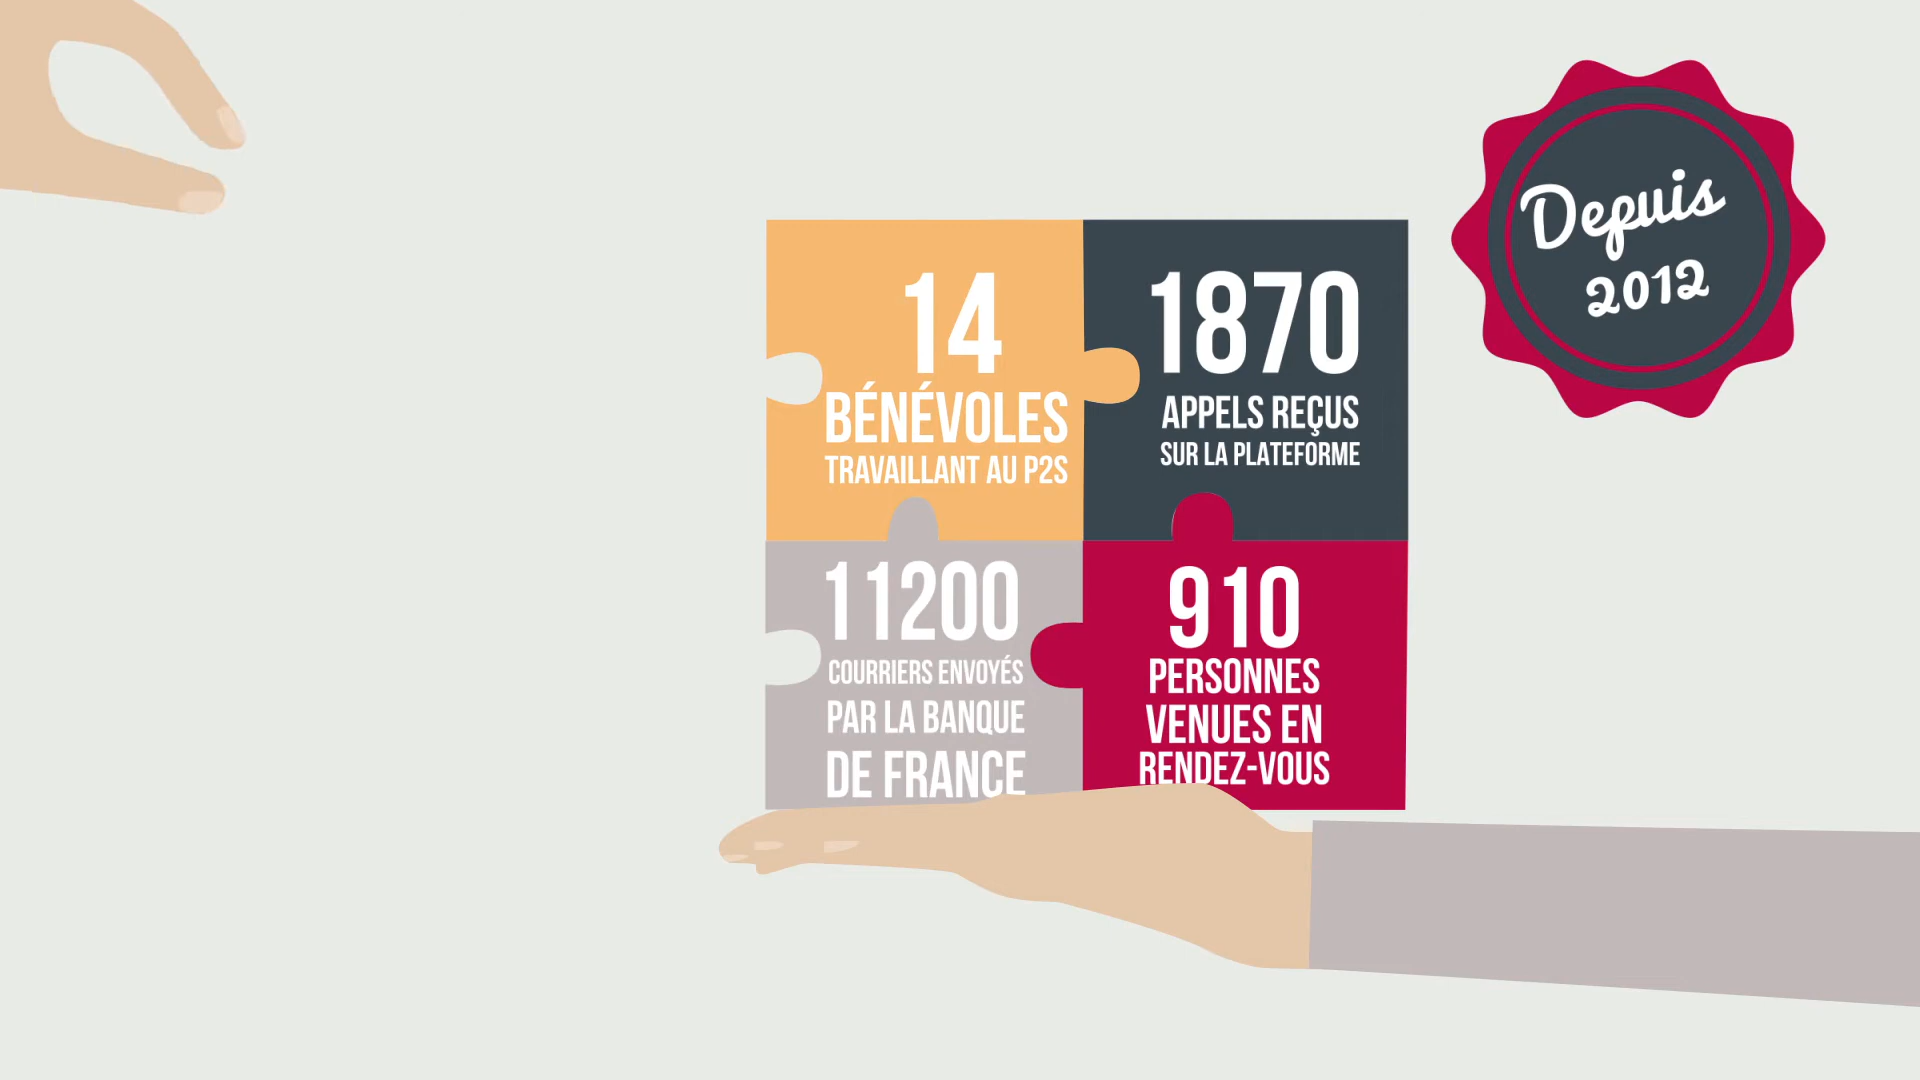 14
BÉNÉVOLES
TRAVAILLANT AU P2S
1870
APPELS REÇUS
SUR LA PLATEFORME
11200
COURRIERS ENVOYÉS
PAR LA BANQUE
DE FRANCE
910
PERSONNES
VENUES EN
RENDEZ-VOUS
Depuis
2012